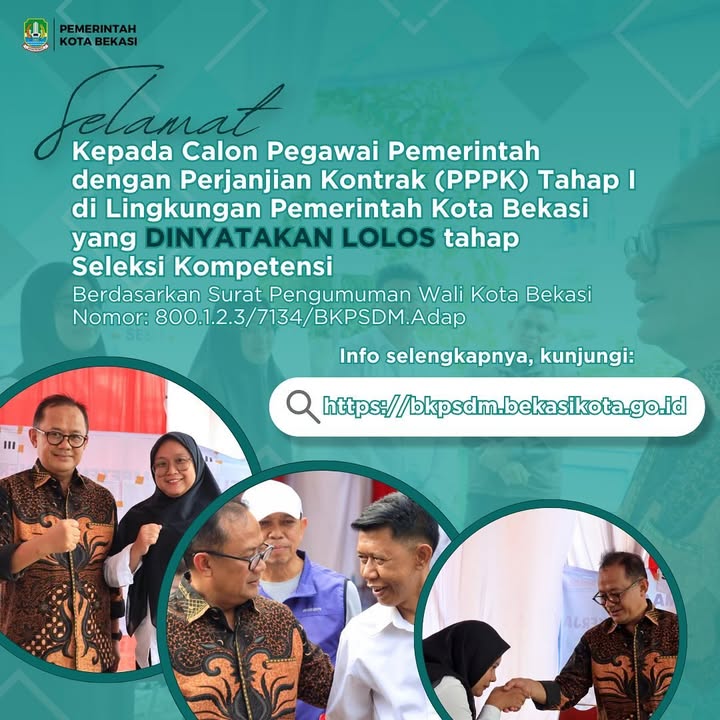 PEMERINTAH
KOTA BEKASI
Selamat
Kepada Calon Pegawai Pemerintah
dengan Perjanjian Kontrak (PPPK) Tahap I
di Lingkungan Pemerintah Kota Bekasi
yang DINYATAKAN LOLOS tahap
Seleksi Kompetensi
Berdasarkan Surat Pengumuman Wali Kota Bekasi
Nomor: 800.1.2.3/7134/BKPSDM.Adap
Info selengkapnya, kunjungi:
https://bkpsdm.bekasikota.go.id